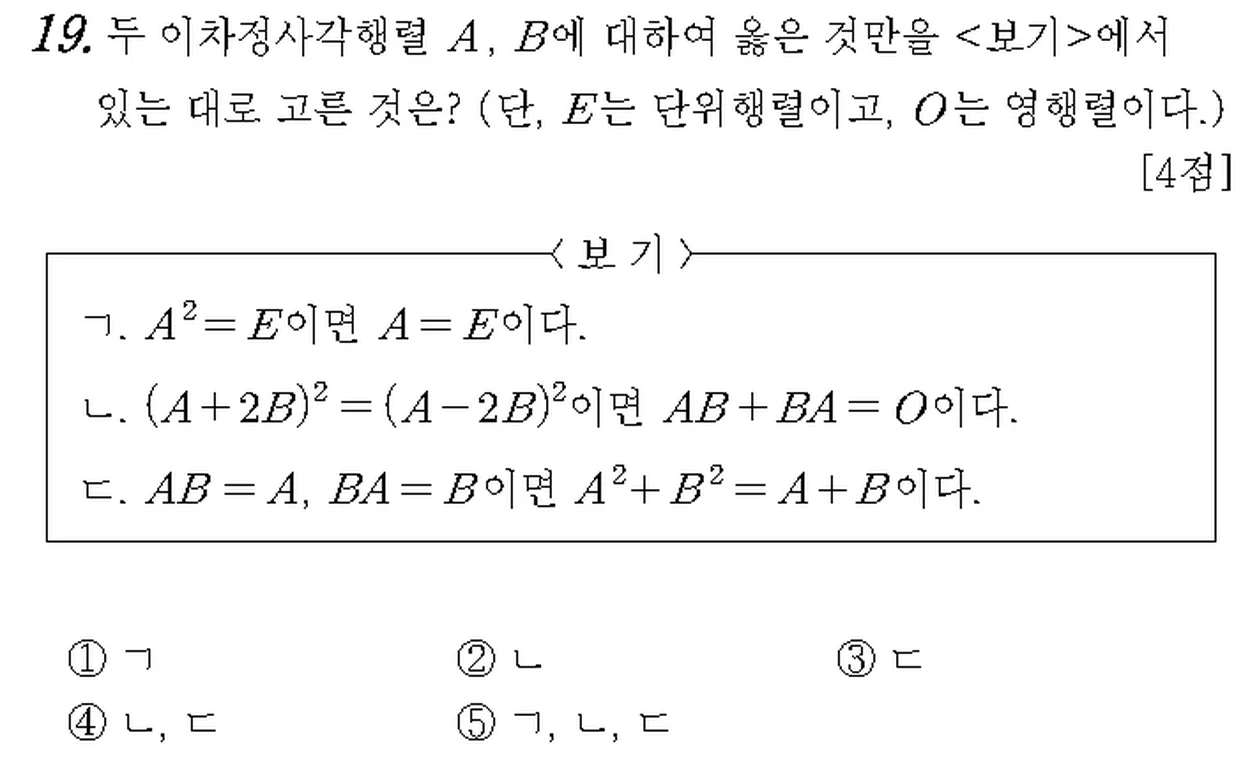 19. 두 이차정사각행렬 A, B에 대하여 옳은 것만을 <보기>에서
있는 대로 고른 것은? (단, E는 단위행렬이고, O는 영행렬이다.)
[4점]
< 보 기 >
ㄱ. A² = E이면 A = E이다.
ㄴ. (A+2B)² = (A-2B)²이면 AB+BA = O이다.
ㄷ. AB = A, BA = B이면 A²+B² = A+B이다.
① ㄱ ② ㄴ ③ ㄷ
④ ㄴ, ㄷ ⑤ ㄱ, ㄴ, ㄷ